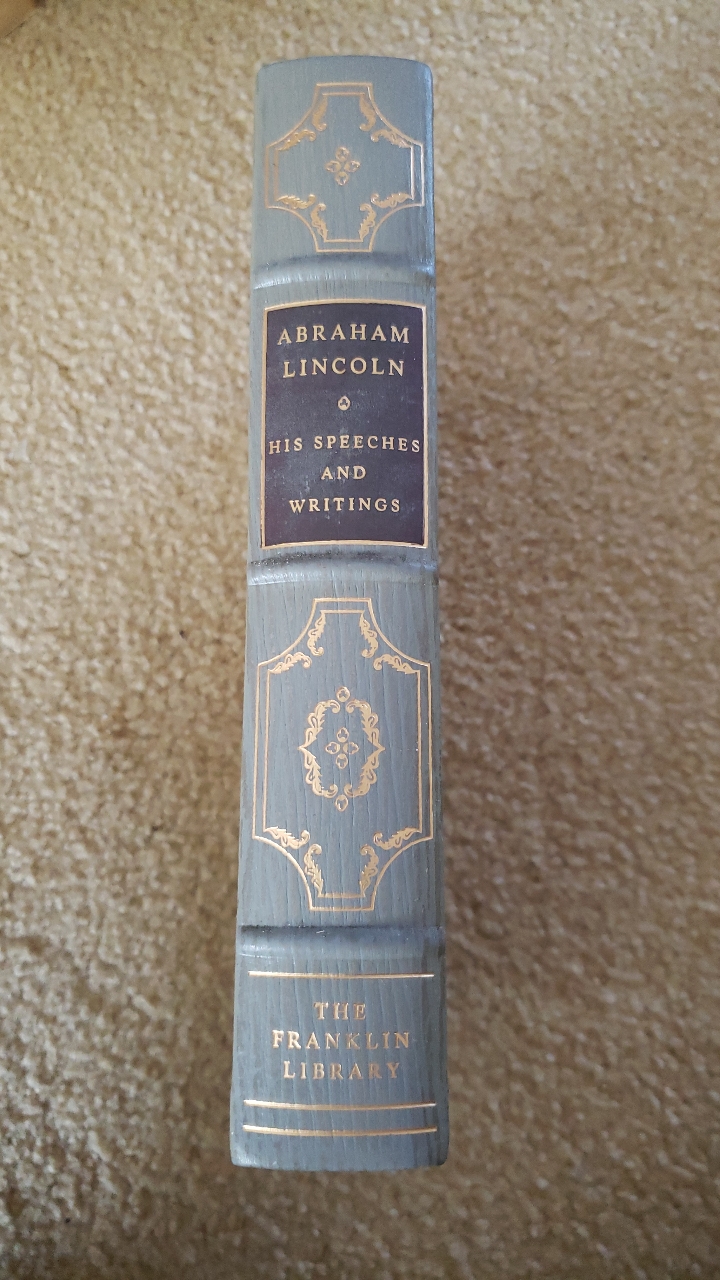 ABRAHAM
LINCOLN
HIS SPEECHES
AND
WRITINGS
THE
FRANKLIN
LIBRARY